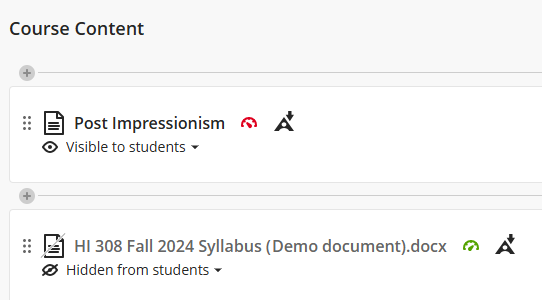 Course Content
Post Impressionism
Visible to students
HI 308 Fall 2024 Syllabus (Demo document).docx
Hidden from students